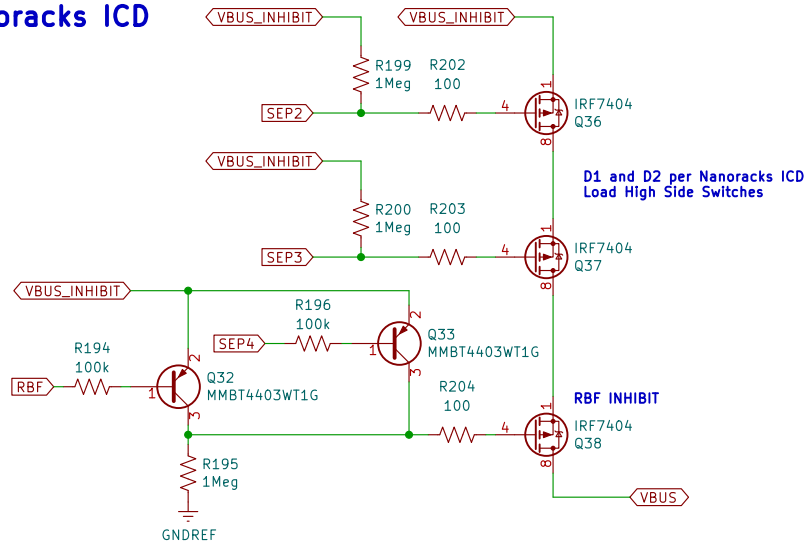 oracks ICD
VBUS_INHIBIT
VBUS_INHIBIT
R199
1Meg
R202
100
SEP2
1
4
8
IRF7404
Q36
VBUS_INHIBIT
D1 and D2 per Nanoracks ICD
Load High Side Switches
R200
1Meg
R203
100
SEP3
1
4
8
IRF7404
Q37
VBUS_INHIBIT
R196
100k
SEP4
1
2
3
Q33
MMBT4403WT1G
R194
100k
RBF
1
2
3
Q32
MMBT4403WT1G
R204
100
RBF INHIBIT
1
4
8
IRF7404
Q38
R195
1Meg
GNDREF
VBUS